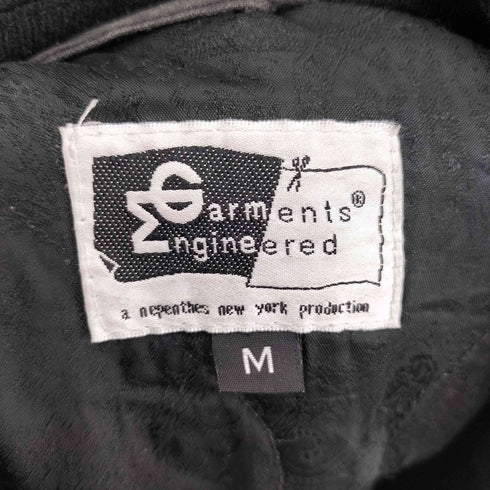 Garments®
Engineered
a nepenthes new york production
M